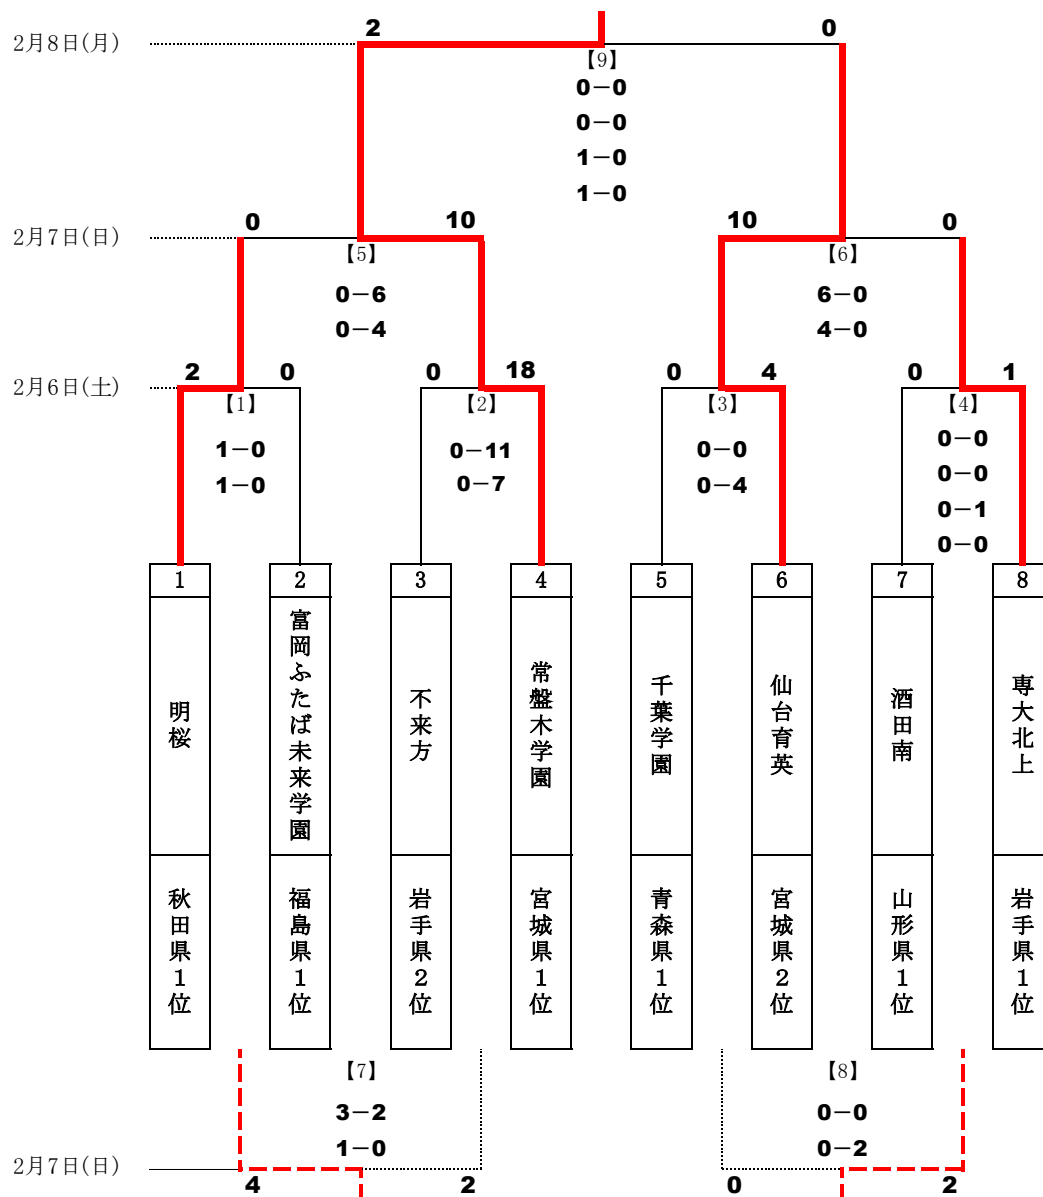 2 0
2月8日(月)
【9】
0－0
0－0
1－0
1－0
0 10 10 0
2月7日(日)
【5】 【6】
0－6 6－0
0－4 4－0
2 0 0 18 0 4 0 1
2月6日(土)
【1】 【2】 【3】 【4】
1－0 0－11 0－0 0－0
1－0 0－7 0－4 0－0
0－1
0－0
1 2 3 4 5 6 7 8
明桜
富岡ふたば未来学園
不来方
常盤木学園
千葉学園
仙台育英
酒田南
専大北上
秋田県1位
福島県1位
岩手県2位
宮城県1位
青森県1位
宮城県2位
山形県1位
岩手県1位
【7】 【8】
3－2 0－0
1－0 0－2
2月7日(日)
4 2 0 2